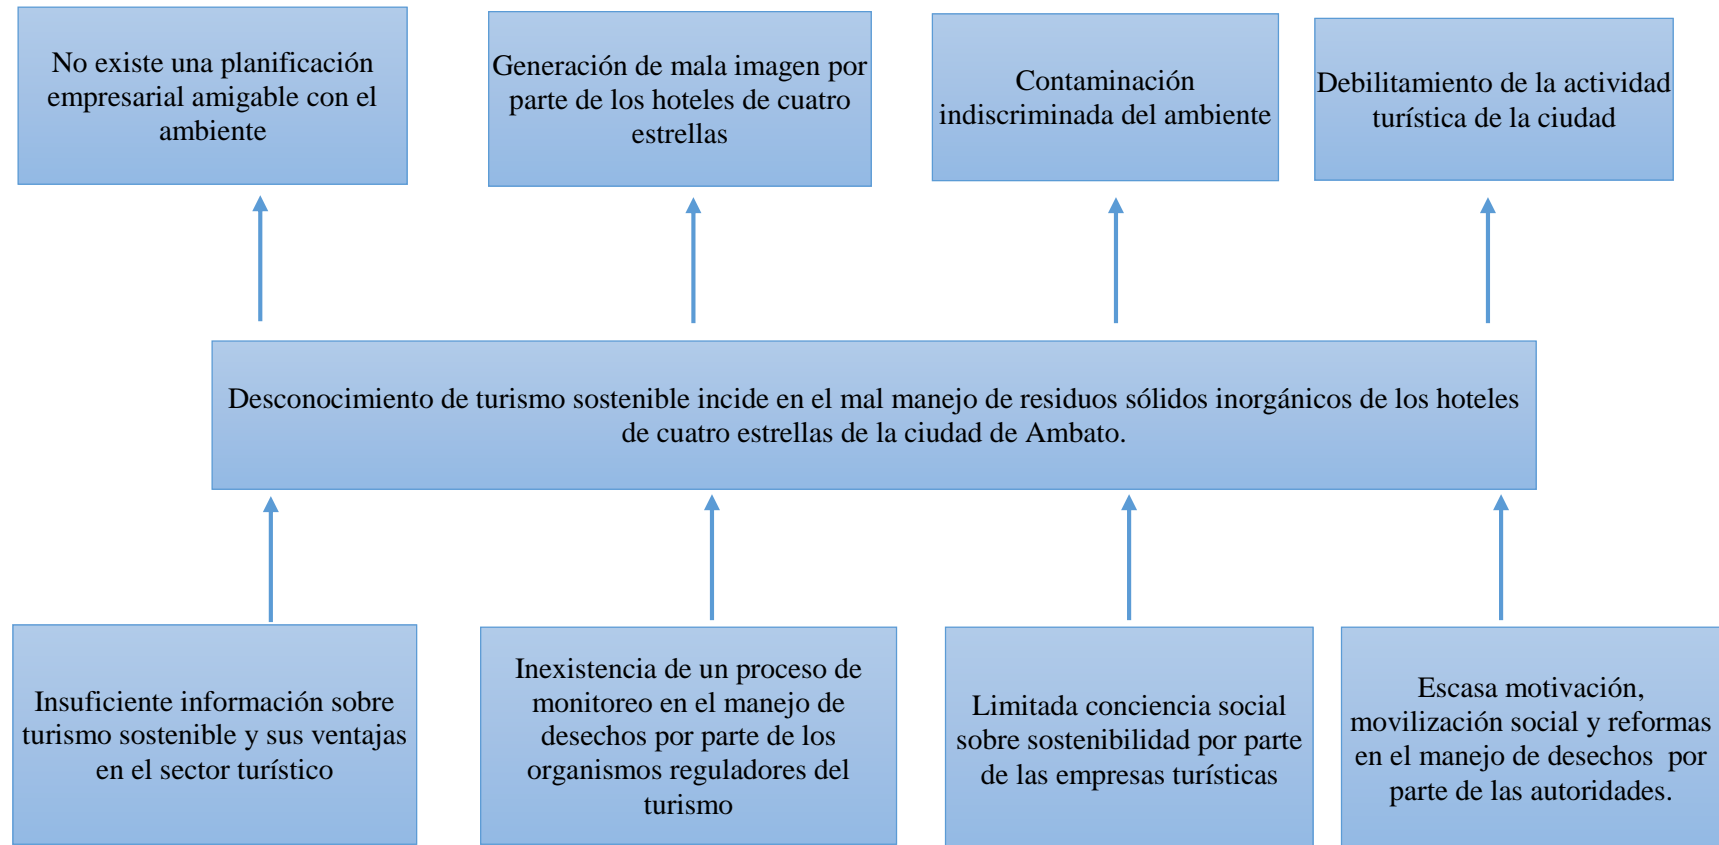 No existe una planificación
empresarial amigable con el
ambiente
Generación de mala imagen por
parte de los hoteles de cuatro
estrellas
Contaminación
indiscriminada del ambiente
Debilitamiento de la actividad
turística de la ciudad
Desconocimiento de turismo sostenible incide en el mal manejo de residuos sólidos inorgánicos de los hoteles
de cuatro estrellas de la ciudad de Ambato.
Insuficiente información sobre
turismo sostenible y sus ventajas
en el sector turístico
Inexistencia de un proceso de
monitoreo en el manejo de
desechos por parte de los
organismos reguladores del
turismo
Limitada conciencia social
sobre sostenibilidad por parte
de las empresas turísticas
Escasa motivación,
movilización social y reformas
en el manejo de desechos  por
parte de las autoridades.